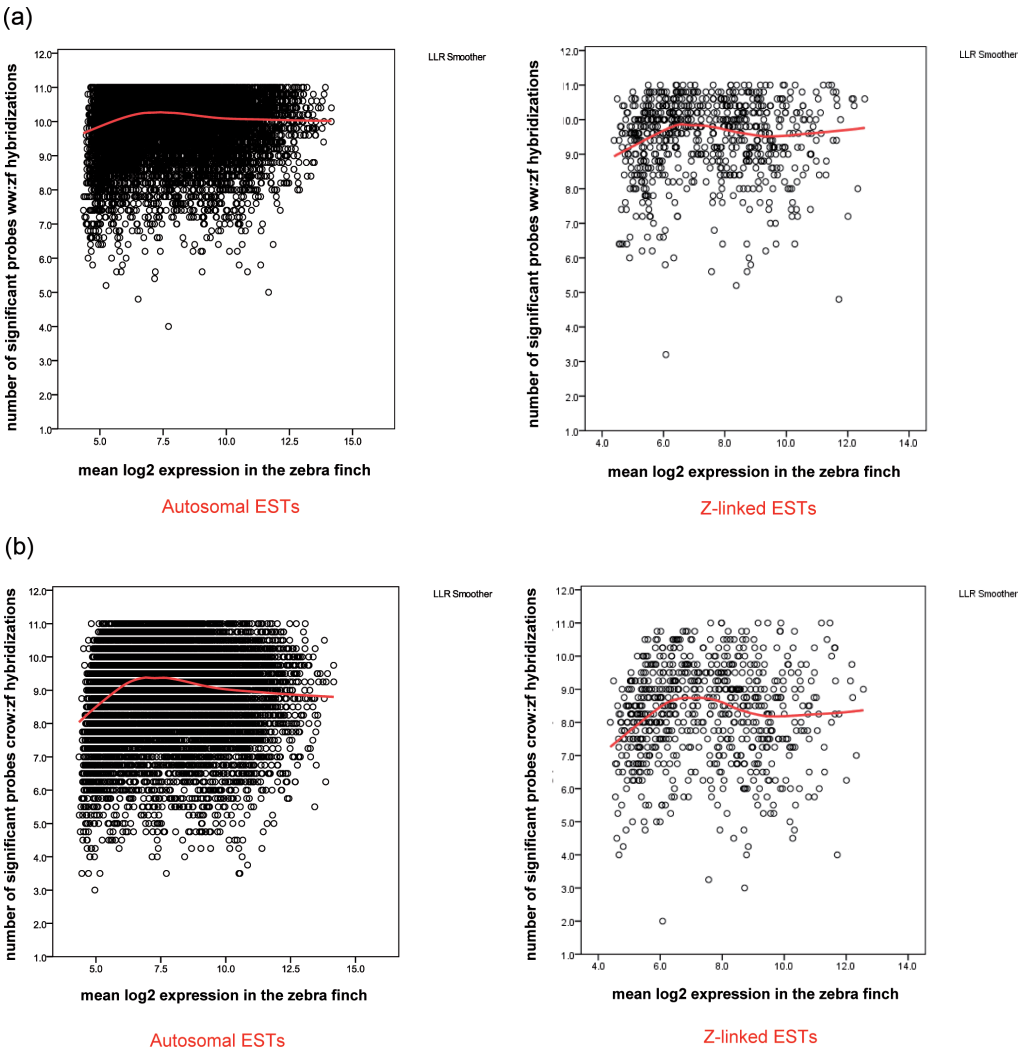 (a)
number of significant probes ww:zf hybridizations
12.0
11.0
10.0
9.0
8.0
7.0
6.0
5.0
4.0
3.0
2.0
1.0
5.0 7.5 10.0 12.5 15.0
mean log2 expression in the zebra finch
Autosomal ESTs
LLR Smoother
number of significant probes ww:zf hybridizations
12.0
11.0
10.0
9.0
8.0
7.0
6.0
5.0
4.0
3.0
2.0
1.0
4.0 6.0 8.0 10.0 12.0 14.0
mean log2 expression in the zebra finch
Z-linked ESTs
LLR Smoother
(b)
number of significant probes crow:zf hybridizations
12.0
11.0
10.0
9.0
8.0
7.0
6.0
5.0
4.0
3.0
2.0
1.0
5.0 7.5 10.0 12.5 15.0
mean log2 expression in the zebra finch
Autosomal ESTs
LLR Smoother
number of significant probes crow:zf hybridizations
12.0
11.0
10.0
9.0
8.0
7.0
6.0
5.0
4.0
3.0
2.0
1.0
4.0 6.0 8.0 10.0 12.0 14.0
mean log2 expression in the zebra finch
Z-linked ESTs
LLR Smoother